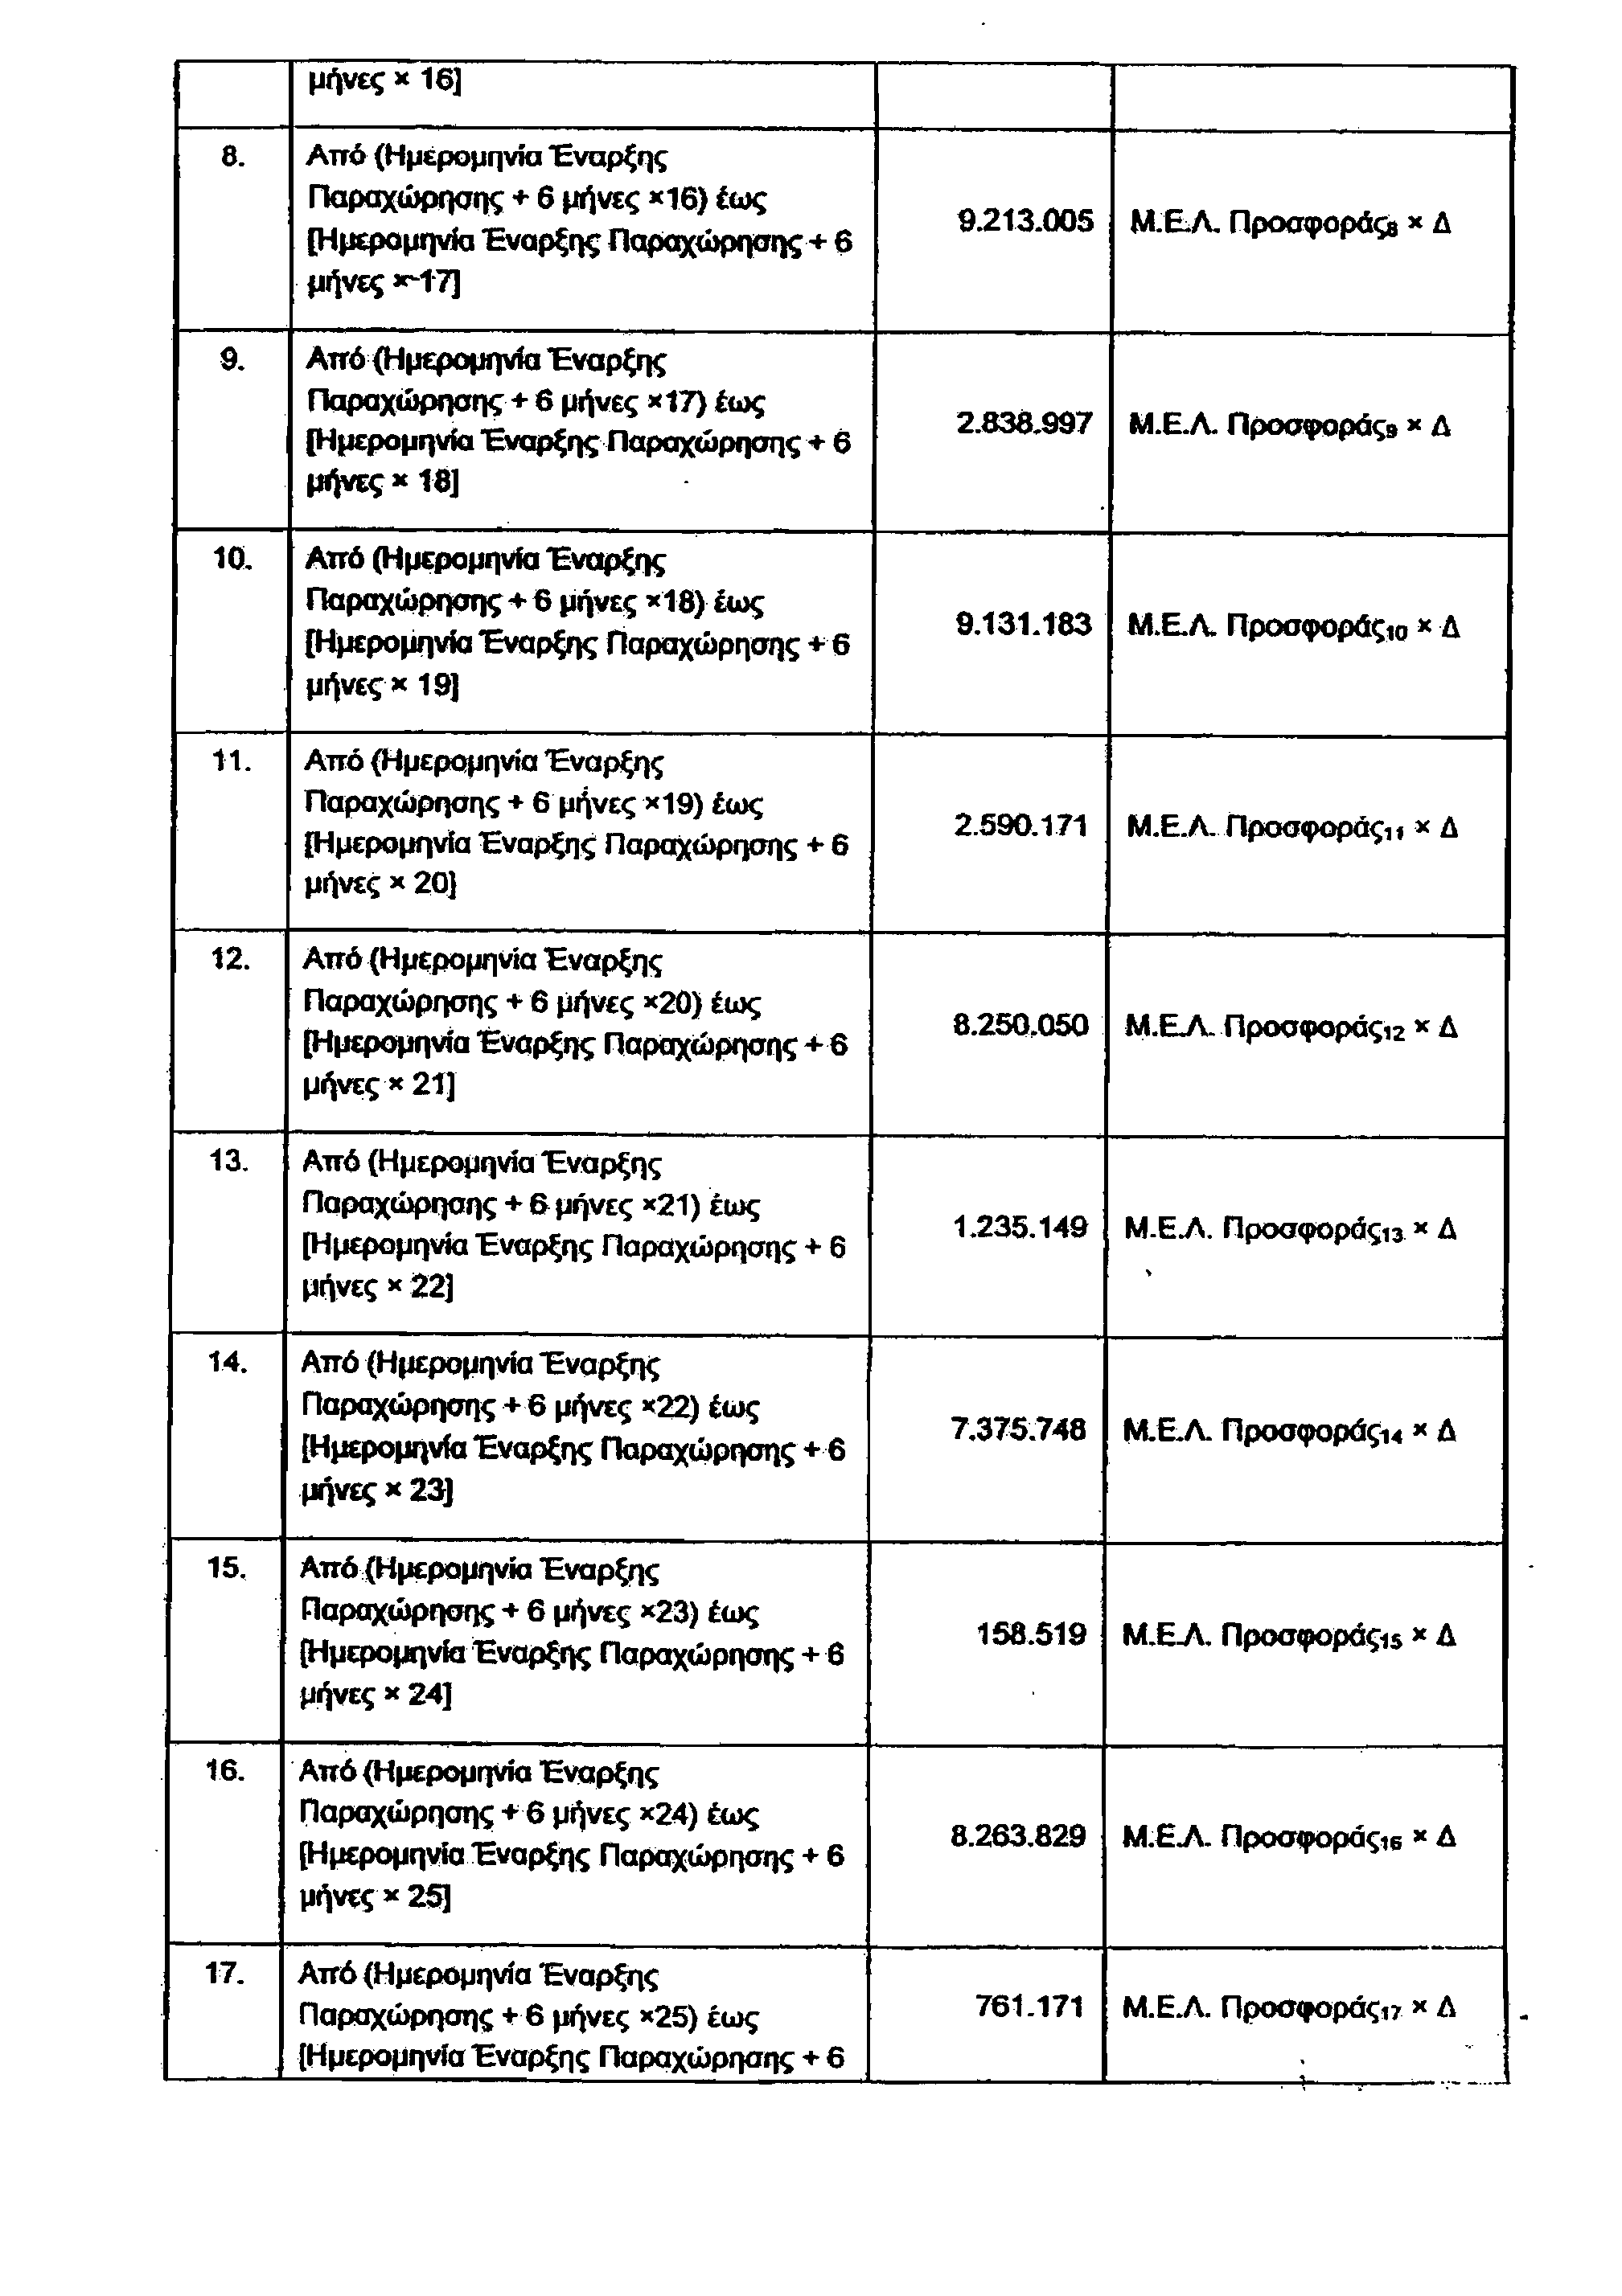 μήνες × 16]
8. Από (Ημερομηνία Έναρξης
Παραχώρησης + 6 μήνες ×16) έως
[Ημερομηνία Έναρξης Παραχώρησης + 6
μήνες × 17]
9.213.005 Μ.Ε.Λ. Προσφοράς₈ × Δ
9. Από (Ημερομηνία Έναρξης
Παραχώρησης + 6 μήνες ×17) έως
[Ημερομηνία Έναρξης Παραχώρησης + 6
μήνες × 18]
2.838.997 Μ.Ε.Λ. Προσφοράς₉ × Δ
10. Από (Ημερομηνία Έναρξης
Παραχώρησης + 6 μήνες ×18) έως
[Ημερομηνία Έναρξης Παραχώρησης + 6
μήνες × 19]
9.131.183 Μ.Ε.Λ. Προσφοράς₁₀ × Δ
11. Από (Ημερομηνία Έναρξης
Παραχώρησης + 6 μήνες ×19) έως
[Ημερομηνία Έναρξης Παραχώρησης + 6
μήνες × 20]
2.590.171 Μ.Ε.Λ. Προσφοράς₁₁ × Δ
12. Από (Ημερομηνία Έναρξης
Παραχώρησης + 6 μήνες ×20) έως
[Ημερομηνία Έναρξης Παραχώρησης + 6
μήνες × 21]
8.250.050 Μ.Ε.Λ. Προσφοράς₁₂ × Δ
13. Από (Ημερομηνία Έναρξης
Παραχώρησης + 6 μήνες ×21) έως
[Ημερομηνία Έναρξης Παραχώρησης + 6
μήνες × 22]
1.235.149 Μ.Ε.Λ. Προσφοράς₁₃ × Δ
14. Από (Ημερομηνία Έναρξης
Παραχώρησης + 6 μήνες ×22) έως
[Ημερομηνία Έναρξης Παραχώρησης + 6
μήνες × 23]
7.375.748 Μ.Ε.Λ. Προσφοράς₁₄ × Δ
15. Από (Ημερομηνία Έναρξης
Παραχώρησης + 6 μήνες ×23) έως
[Ημερομηνία Έναρξης Παραχώρησης + 6
μήνες × 24]
158.519 Μ.Ε.Λ. Προσφοράς₁₅ × Δ
16. Από (Ημερομηνία Έναρξης
Παραχώρησης + 6 μήνες ×24) έως
[Ημερομηνία Έναρξης Παραχώρησης + 6
μήνες × 25]
8.263.829 Μ.Ε.Λ. Προσφοράς₁₆ × Δ
17. Από (Ημερομηνία Έναρξης
Παραχώρησης + 6 μήνες ×25) έως
[Ημερομηνία Έναρξης Παραχώρησης + 6
761.171 Μ.Ε.Λ. Προσφοράς₁₇ × Δ